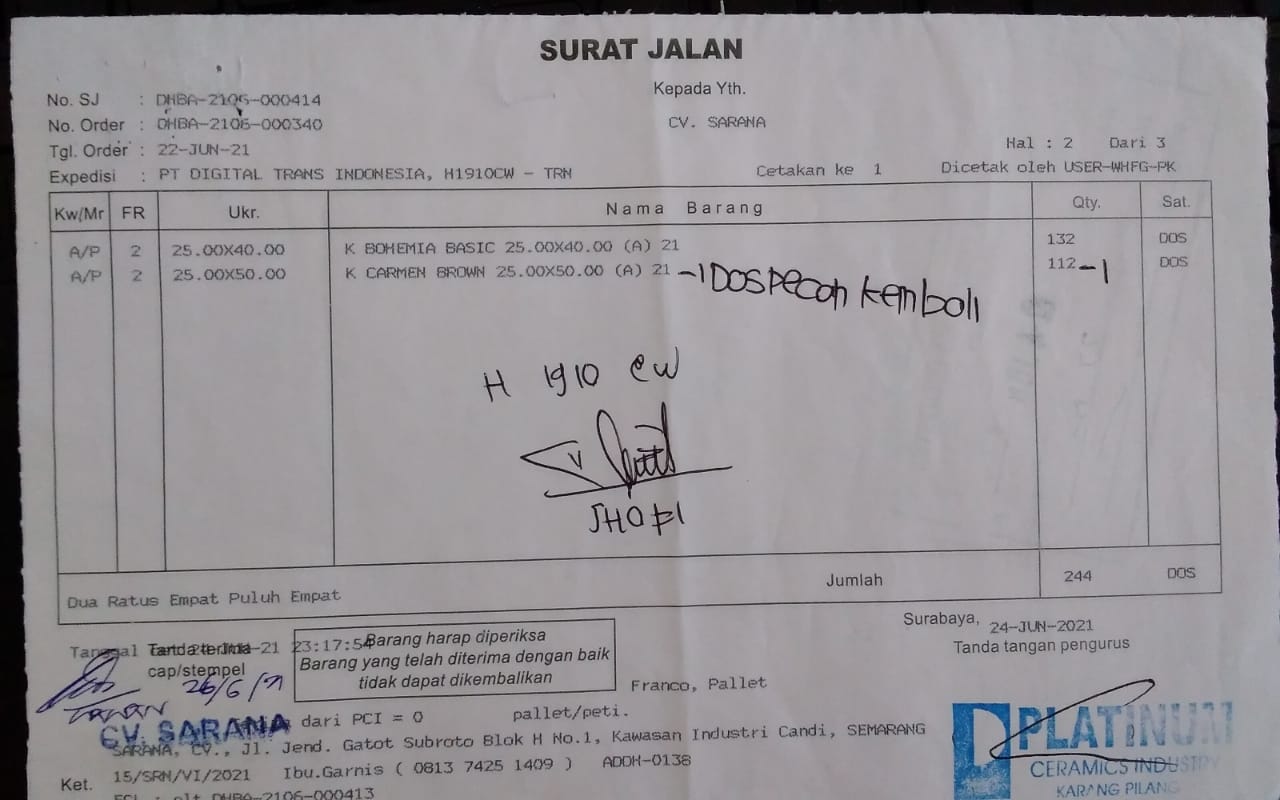 SURAT JALAN
Kepada Yth.
CV. SARANA
No. SJ : DHBA-2106-000414
No. Order : DHBA-2106-000340
Tgl. Order : 22-JUN-21
Expedisi : PT DIGITAL TRANS INDONESIA, H1910CW - TRN
Hal : 2 Dari 3
Cetakan ke 1 Dicetak oleh USER-WHFG-PK
Kw/Mr FR Ukr. Nama Barang Qty. Sat.
A/P 2 25.00X40.00 K BOHEMIA BASIC 25.00X40.00 (A) 21 132 DOS
A/P 2 25.00X50.00 K CARMEN BROWN 25.00X50.00 (A) 21 -1 DOS Pecah kembali 112 -1 DOS
H 1910 CW
Jumlah 244 DOS
Dua Ratus Empat Puluh Empat
Surabaya, 24-JUN-2021
Tanda tangan pengurus
Tanggal 23:17:54
Tanda terima
cap/stempel
26/6/21
Barang harap diperiksa
Barang yang telah diterima dengan baik
tidak dapat dikembalikan
Franco, Pallet
CV. SARANA
dari PCI = 0 pallet/peti.
SARANA, CV., Jl. Jend. Gatot Subroto Blok H No.1, Kawasan Industri Candi, SEMARANG
Ket. 15/SRN/VI/2021 Ibu.Garnis ( 0813 7425 1409 ) ADDH-0138
DHBA-2106-000413
PLATINUM
CERAMICS INDUSTRY
KARANG PILANG